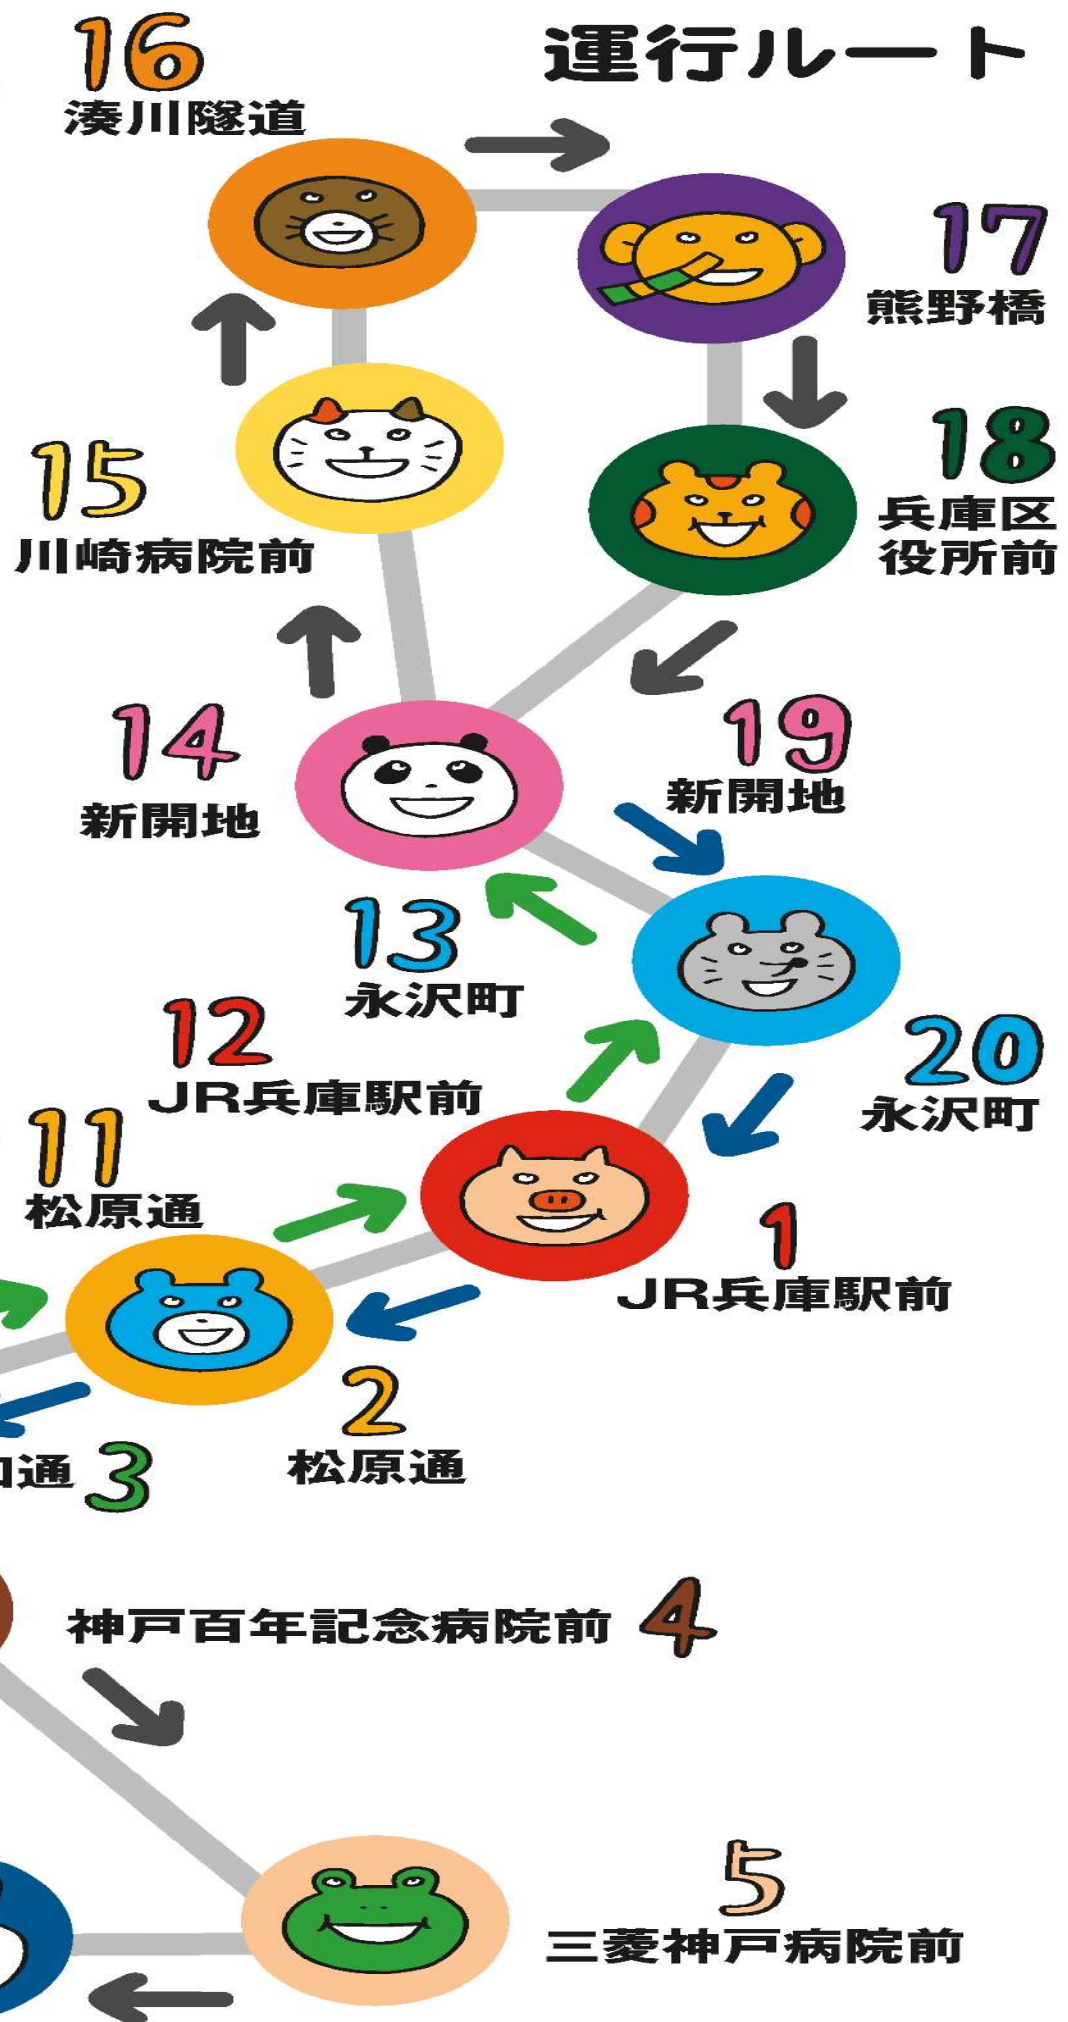 運行ルート
16
湊川隧道
17
熊野橋
18
兵庫区
役所前
15
川崎病院前
14
新開地
19
新開地
13
永沢町
20
永沢町
12
JR兵庫駅前
11
松原通
1
JR兵庫駅前
2
松原通
通 3
神戸百年記念病院前 4
5
三菱神戸病院前